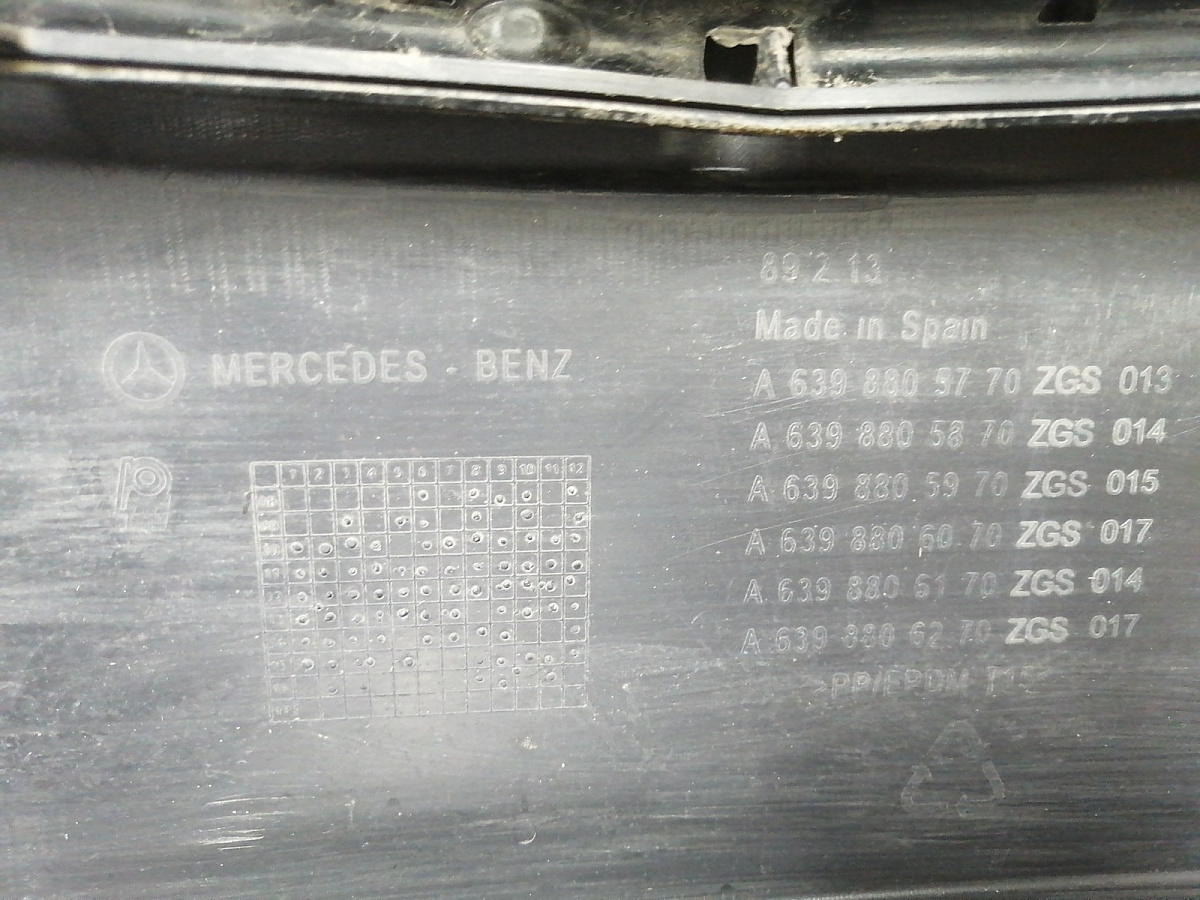 89 2 13
Made in Spain
MERCEDES - BENZ
A 639 880 57 70 ZGS 013
A 639 880 58 70 ZGS 014
A 639 880 59 70 ZGS 015
A 639 880 60 70 ZGS 017
A 639 880 61 70 ZGS 014
A 639 880 62 70 ZGS 017
>PP/EPDM
1 2 3 4 5 6 7 8 9 10 11 12